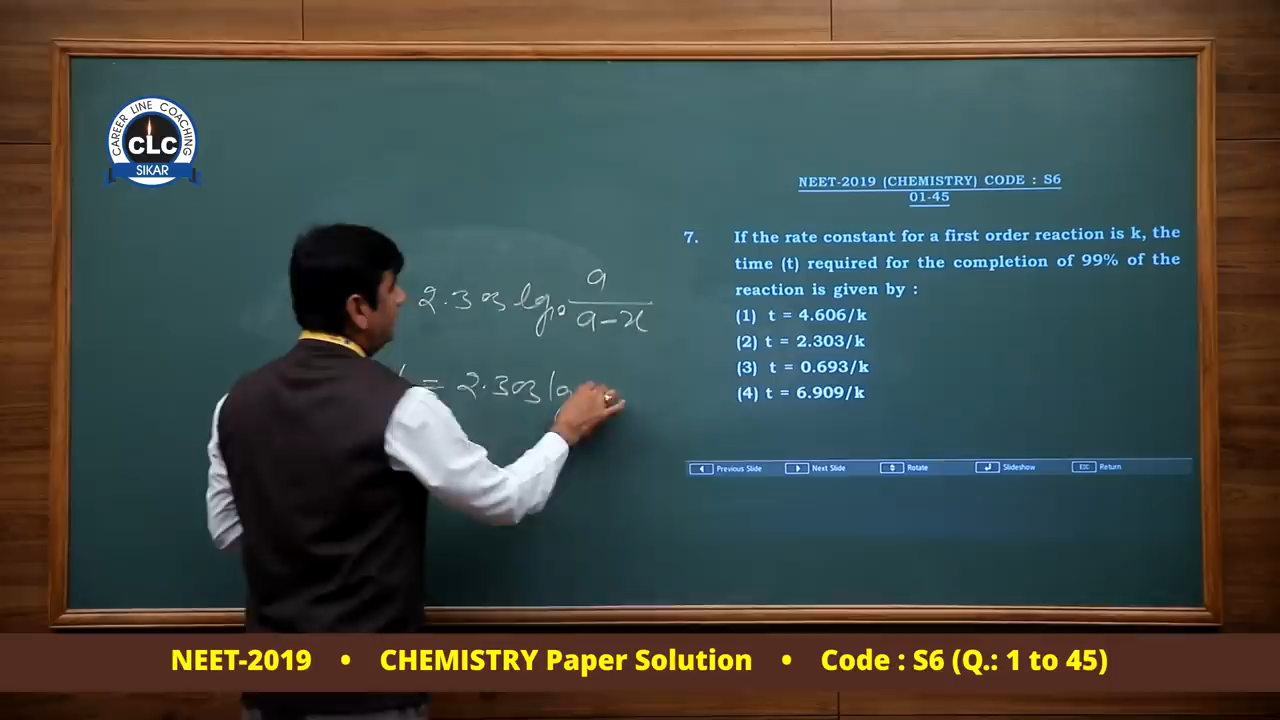 CAREER LINE COACHING
CLC
SIKAR
NEET-2019 (CHEMISTRY) CODE : S6
01-45
7. If the rate constant for a first order reaction is k, the
time (t) required for the completion of 99% of the
reaction is given by :
(1) t = 4.606/k
(2) t = 2.303/k
(3) t = 0.693/k
(4) t = 6.909/k
2.303 log10 a
a-x
= 2.303 log
Previous Slide Next Slide Rotate Slideshow ESC Return
NEET-2019 • CHEMISTRY Paper Solution • Code : S6 (Q.: 1 to 45)